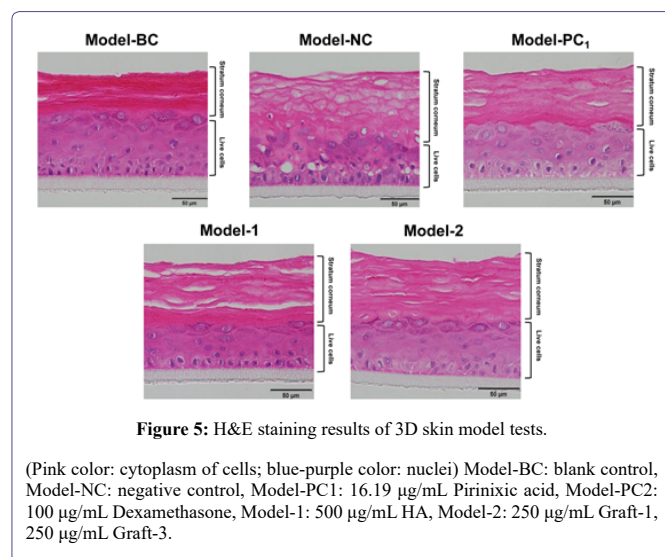 Model-BC
Model-NC
Model-PC₁
Stratum corneum
Live cells
50 μm
Stratum corneum
Live cells
50 μm
Stratum corneum
Live cells
50 μm
Model-1
Model-2
Stratum corneum
Live cells
50 μm
Stratum corneum
Live cells
50 μm
Figure 5: H&E staining results of 3D skin model tests.
(Pink color: cytoplasm of cells; blue-purple color: nuclei) Model-BC: blank control,
Model-NC: negative control, Model-PC1: 16.19 μg/mL Pirinixic acid, Model-PC2:
100 μg/mL Dexamethasone, Model-1: 500 μg/mL HA, Model-2: 250 μg/mL Graft-1,
250 μg/mL Graft-3.